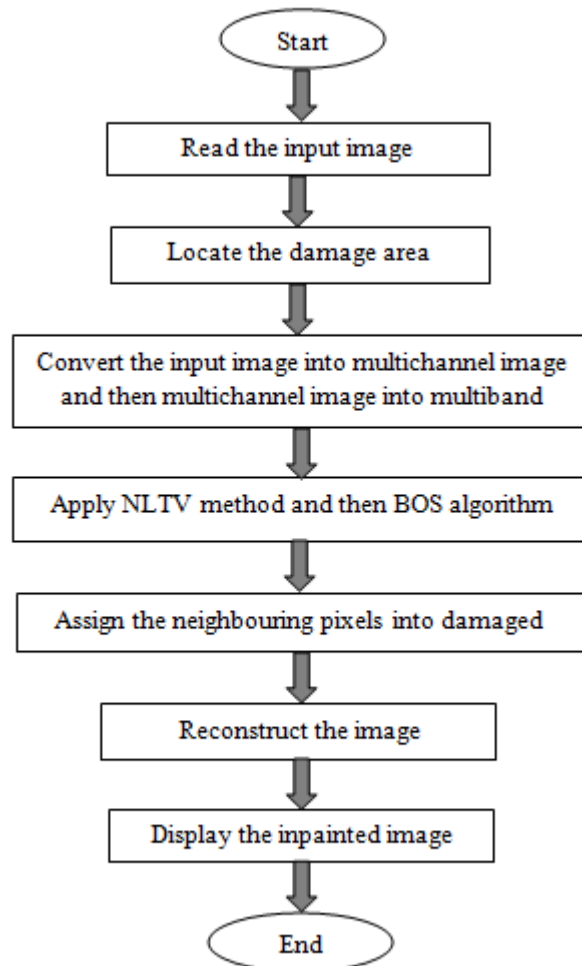 Start
Read the input image
Locate the damage area
Convert the input image into multichannel image
and then multichannel image into multiband
Apply NLTV method and then BOS algorithm
Assign the neighbouring pixels into damaged
Reconstruct the image
Display the inpainted image
End